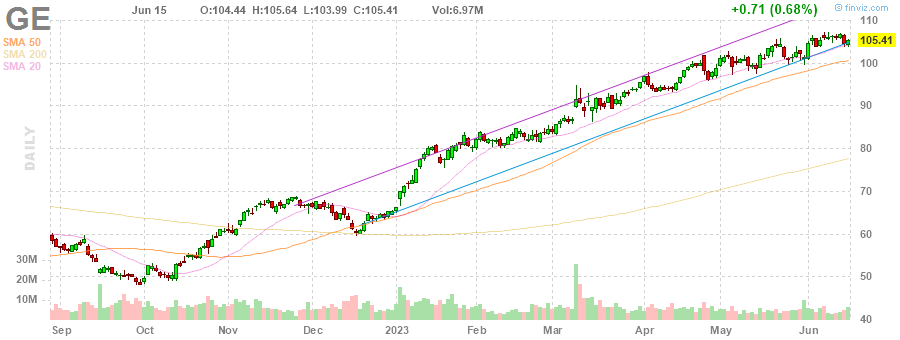 GE Jun 15 O:104.44 H:105.64 L:103.99 C:105.41 Vol:6.97M +0.71 (0.68%) © finviz.com
SMA 50
SMA 200
SMA 20
DAILY
110
105.41
100
90
80
70
60
50
40
30M
20M
10M
Sep Oct Nov Dec 2023 Feb Mar Apr May Jun